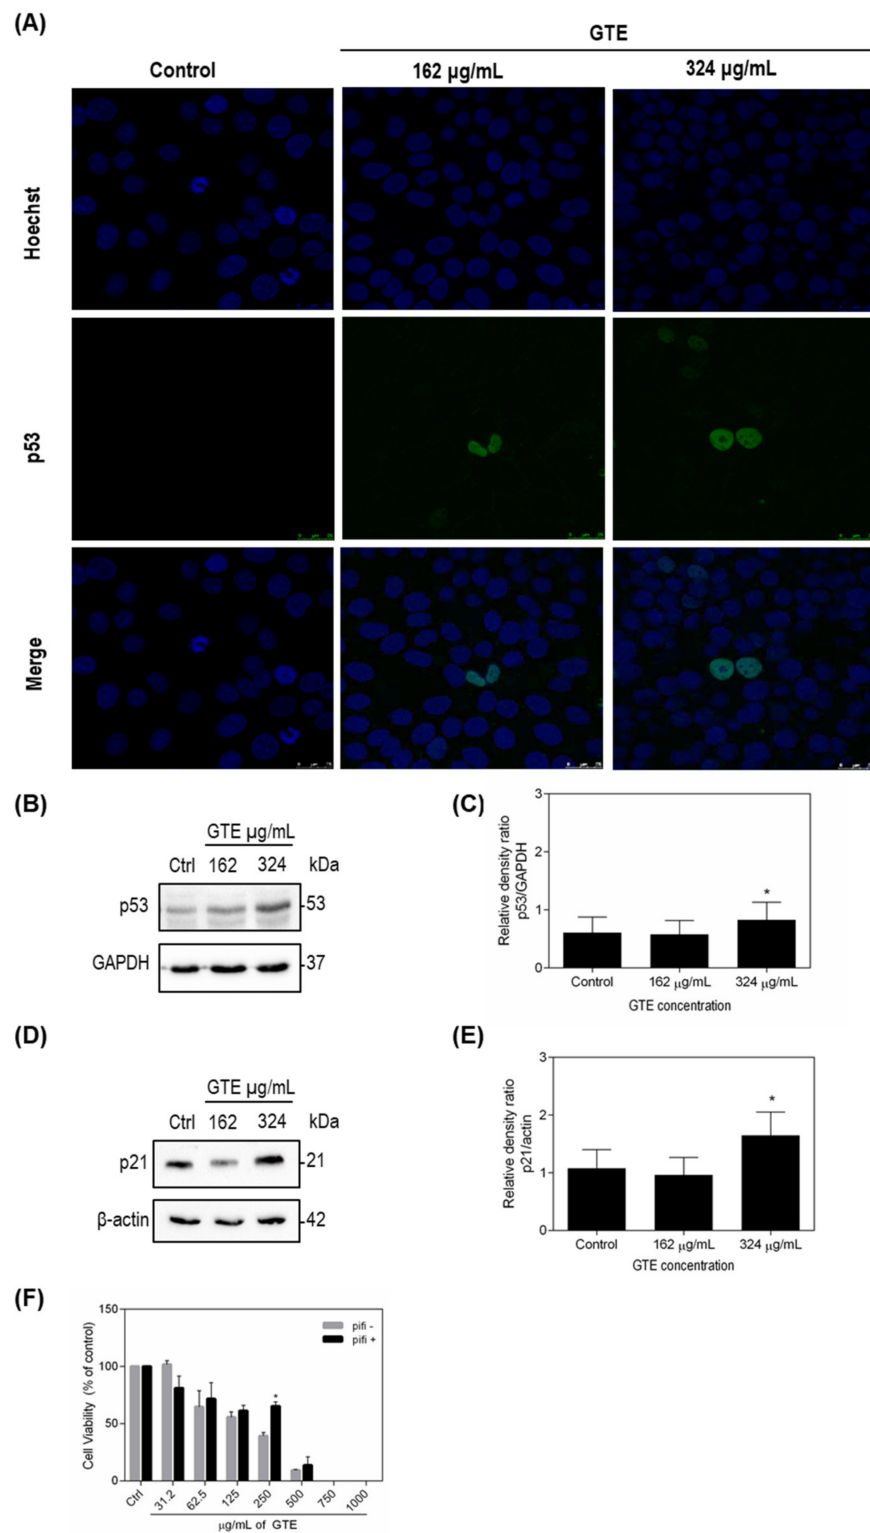 (A)
GTE
Control
162 µg/mL
324 µg/mL
Hoechst
p53
Merge
(B)
GTE µg/mL
Ctrl 162 324 kDa
p53 -53
GAPDH -37
(C)
3
2
1
0
Relative density ratio
p53/GAPDH
*
Control 162 µg/mL 324 µg/mL
GTE concentration
(D)
GTE µg/mL
Ctrl 162 324 kDa
p21 -21
β-actin -42
(E)
3
2
1
0
Relative density ratio
p21/actin
*
Control 162 µg/mL 324 µg/mL
GTE concentration
(F)
150
100
50
0
Cell Viability (% of control)
pifi -
pifi +
*
Ctrl 31.2 62.5 125 250 500 750 1000
µg/mL of GTE